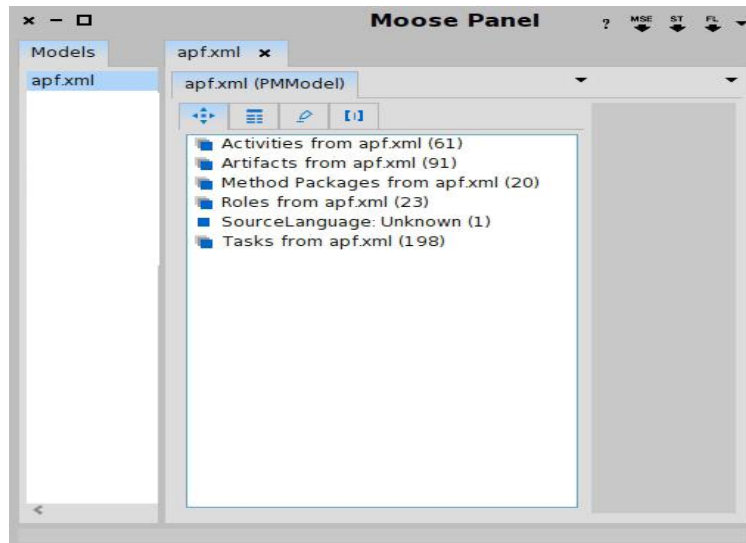 Moose Panel
? MSE ST FL
Models
apf.xml
apf.xml
apf.xml (PMModel)
Activities from apf.xml (61)
Artifacts from apf.xml (91)
Method Packages from apf.xml (20)
Roles from apf.xml (23)
SourceLanguage: Unknown (1)
Tasks from apf.xml (198)